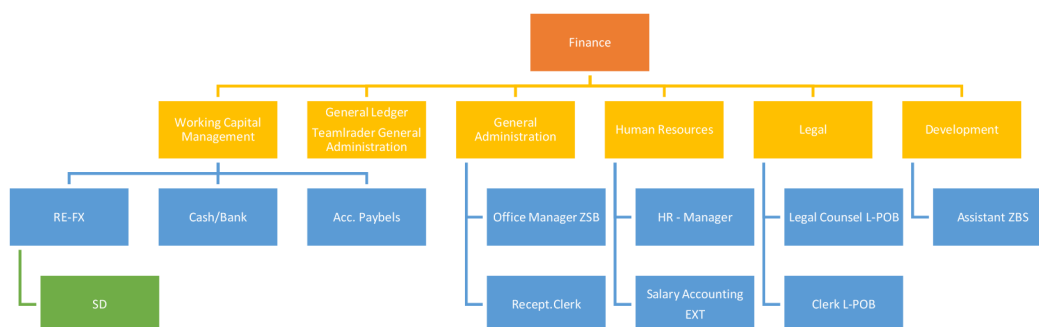 Finance
Working Capital
Management
General Ledger
Teamlrader General
Administration
General
Administration
Human Resources
Legal
Development
RE-FX
Cash/Bank
Acc. Paybels
Office Manager ZSB
HR - Manager
Legal Counsel L-POB
Assistant ZBS
SD
Recept.Clerk
Salary Accounting
EXT
Clerk L-POB